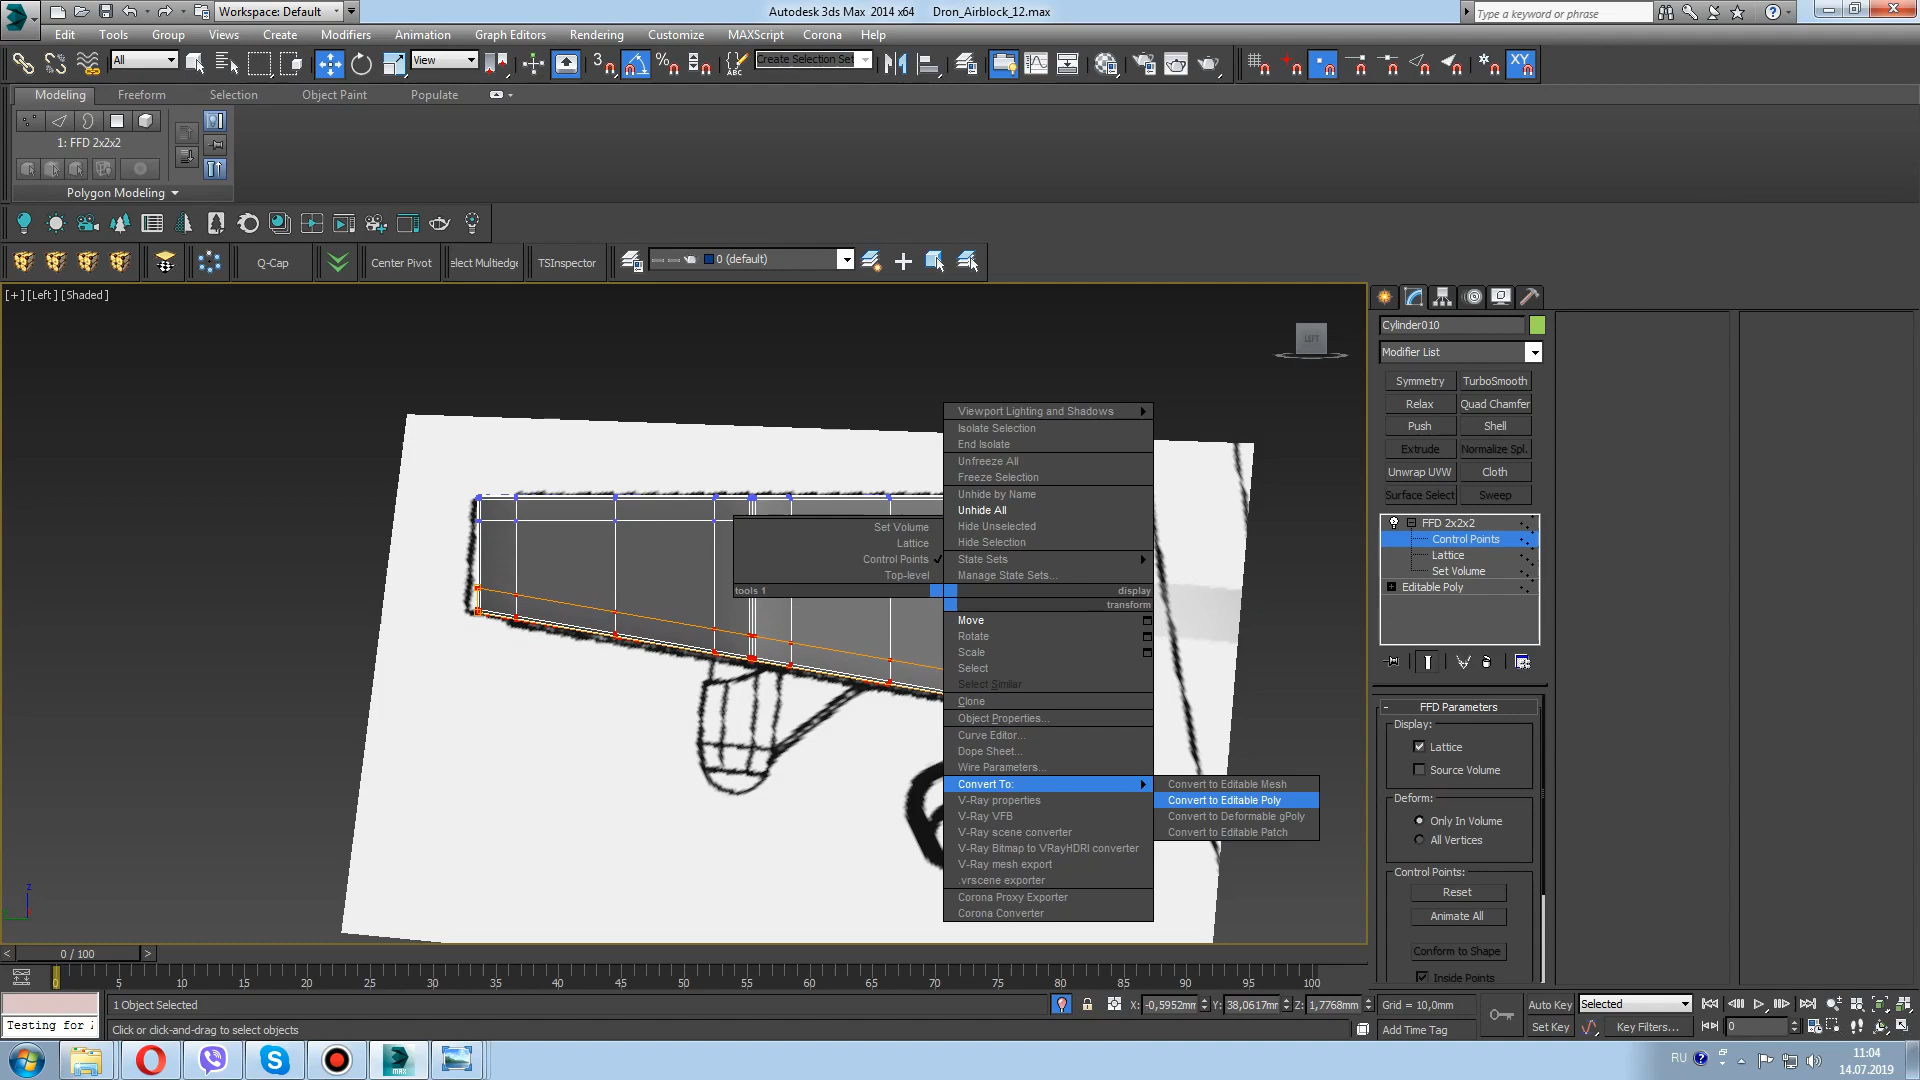 Workspace: Default
Autodesk 3ds Max 2014 x64 Dron_Airblock_12.max
Type a keyword or phrase
Edit Tools Group Views Create Modifiers Animation Graph Editors Rendering Customize MAXScript Corona Help
All
View
3
Create Selection Set
XY
Modeling Freeform Selection Object Paint Populate
1: FFD 2x2x2
Polygon Modeling
Q-Cap
Center Pivot
elect Multiedge
TSInspector
0 (default)
[+] [Left] [Shaded]
LEFT
Cylinder010
Modifier List
Symmetry TurboSmooth
Relax Quad Chamfer
Push Shell
Extrude Normalize Spl.
Unwrap UVW Cloth
Surface Select Sweep
FFD 2x2x2
Control Points
Lattice
Set Volume
Editable Poly
FFD Parameters
Display:
Lattice
Source Volume
Deform:
Only In Volume
All Vertices
Control Points:
Reset
Animate All
Conform to Shape
Inside Points
Viewport Lighting and Shadows
Isolate Selection
End Isolate
Unfreeze All
Freeze Selection
Unhide by Name
Unhide All
Hide Unselected
Hide Selection
State Sets
Manage State Sets...
display
Set Volume
Lattice
Control Points
Top-level
tools 1
transform
Move
Rotate
Scale
Select
Select Similar
Clone
Object Properties...
Curve Editor...
Dope Sheet...
Wire Parameters...
Convert To:
V-Ray properties
V-Ray VFB
V-Ray scene converter
V-Ray Bitmap to VRayHDRI converter
V-Ray mesh export
.vrscene exporter
Corona Proxy Exporter
Corona Converter
Convert to Editable Mesh
Convert to Editable Poly
Convert to Deformable gPoly
Convert to Editable Patch
z
< 0 / 100 >
0 5 10 15 20 25 30 35 40 45 50 55 60 65 70 75 80 85 90 95 100
1 Object Selected
X: -0,5952mm Y: 38,0617mm Z: 1,7768mm Grid = 10,0mm
Auto Key Selected
Testing for
Click or click-and-drag to select objects
Add Time Tag
Set Key Key Filters... 0
MAX
RU
11:04
14.07.2019